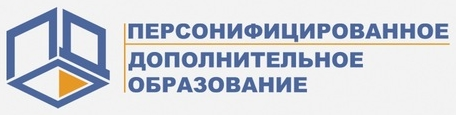 ПЕРСОНИФИЦИРОВАННОЕ
ДОПОЛНИТЕЛЬНОЕ
ОБРАЗОВАНИЕ